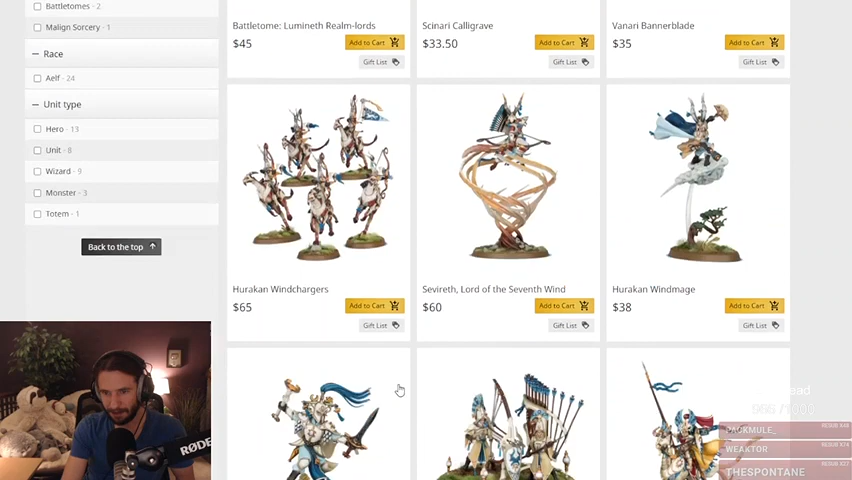 Battletomes · 2
Malign Sorcery · 1
— Race
Aelf · 24
— Unit type
Hero · 13
Unit · 8
Wizard · 9
Monster · 3
Totem · 1
Back to the top
Battletome: Lumineth Realm-lords
$45
Add to Cart
Gift List
Scinari Calligrave
$33.50
Add to Cart
Gift List
Vanari Bannerblade
$35
Add to Cart
Gift List
Hurakan Windchargers
$65
Add to Cart
Gift List
Sevireth, Lord of the Seventh Wind
$60
Add to Cart
Gift List
Hurakan Windmage
$38
Add to Cart
Gift List
RØDE
PACKMULE_
WEAKTOR
THESPONTANE